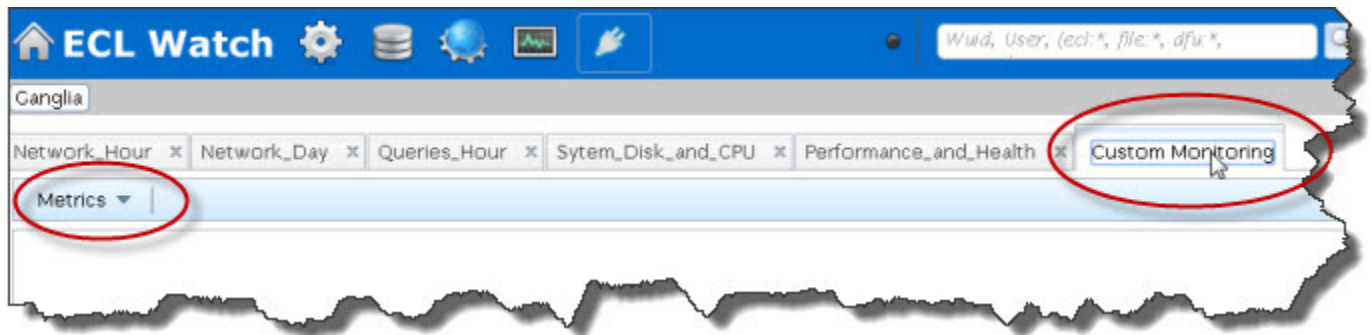 ECL Watch Wuid, User, (ecl:*, file:*, dfu:*,
Ganglia
Network_Hour x Network_Day x Queries_Hour x Sytem_Disk_and_CPU x Performance_and_Health x Custom Monitoring
Metrics